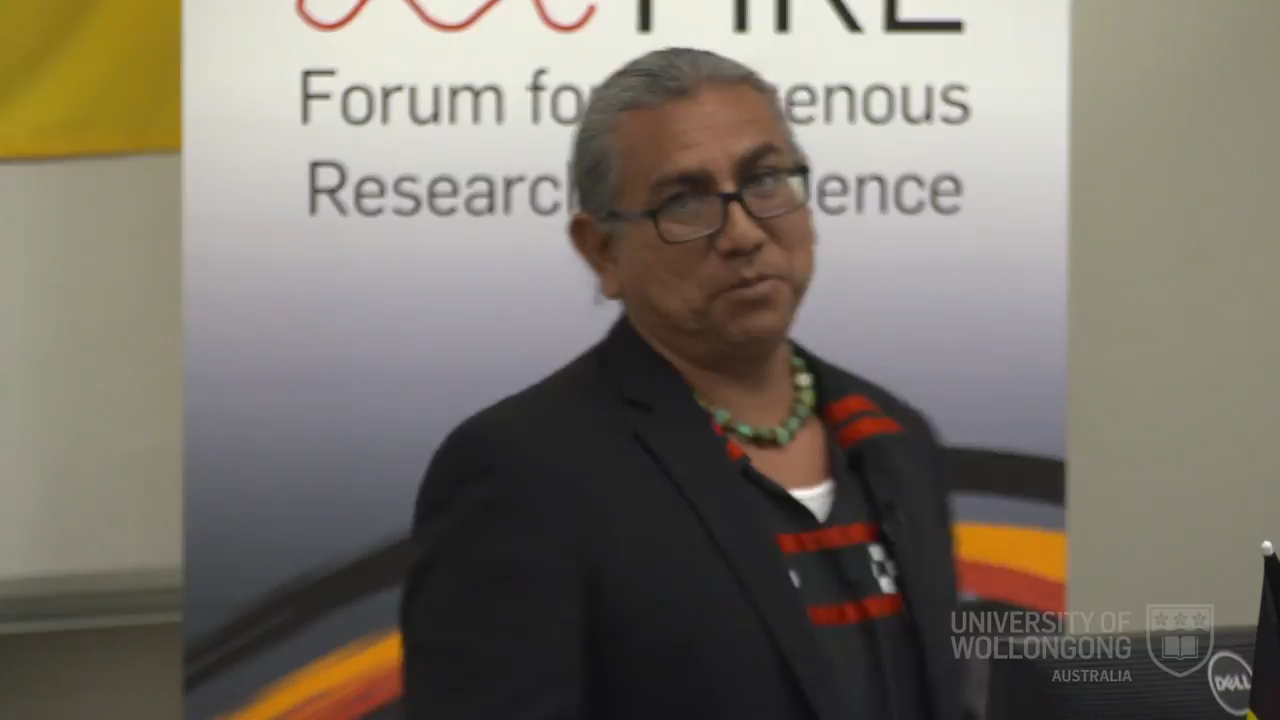 FIRE
Forum fo enous
Researc ence
UNIVERSITY OF
WOLLONGONG
AUSTRALIA
DELL